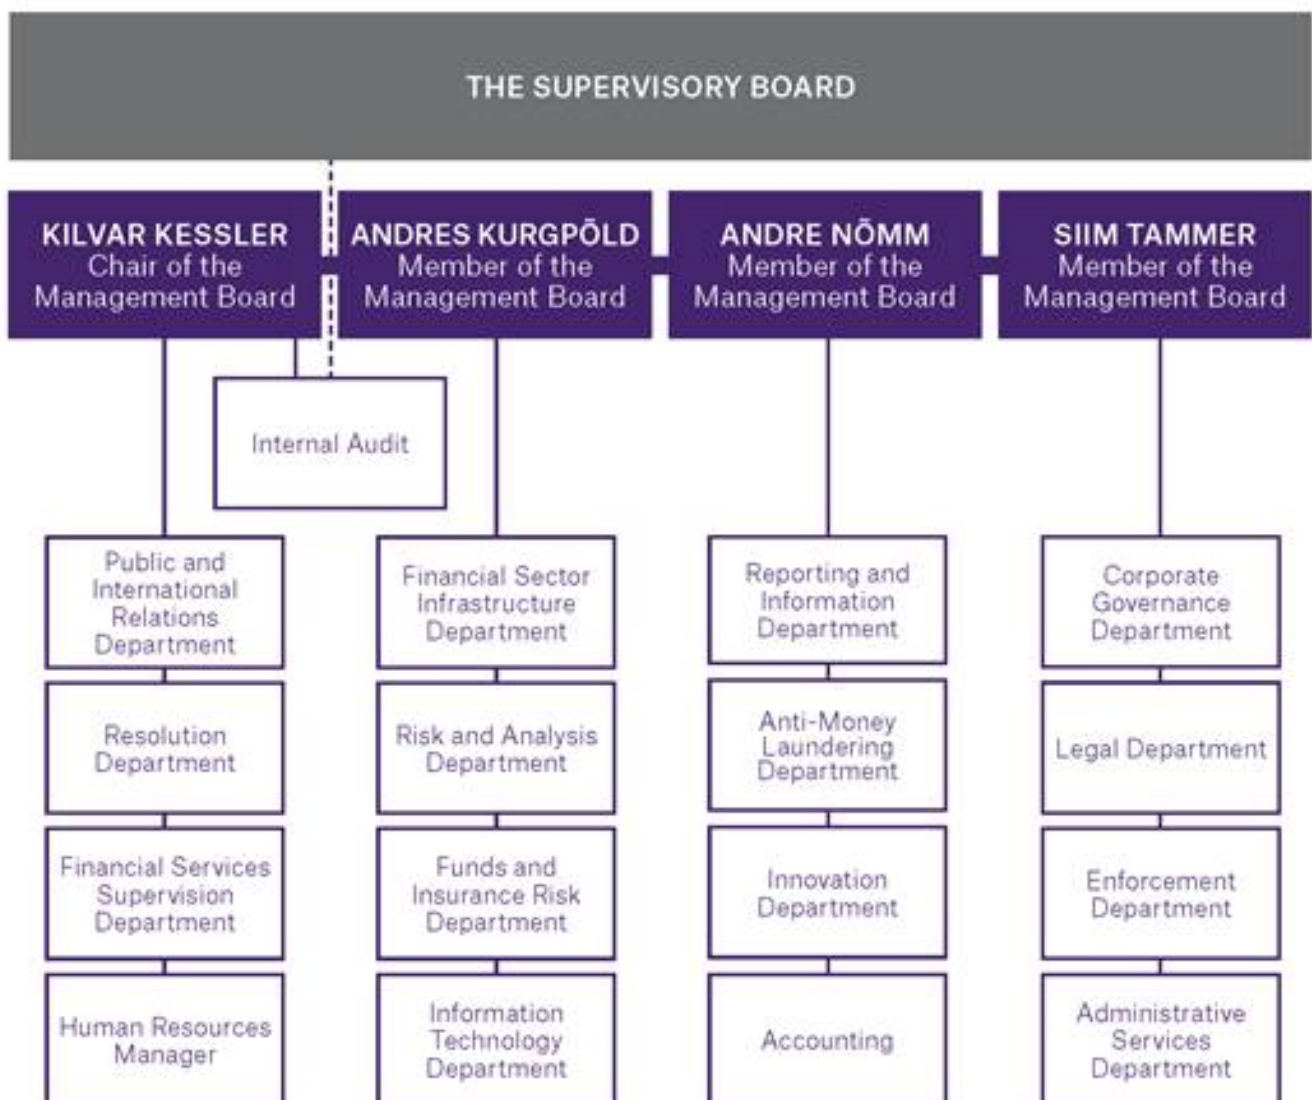 THE SUPERVISORY BOARD
KILVAR KESSLER
Chair of the
Management Board
ANDRES KURGPÕLD
Member of the
Management Board
ANDRE NÕMM
Member of the
Management Board
SIIM TAMMER
Member of the
Management Board
Internal Audit
Public and
International
Relations
Department
Resolution
Department
Financial Services
Supervision
Department
Human Resources
Manager
Financial Sector
Infrastructure
Department
Risk and Analysis
Department
Funds and
Insurance Risk
Department
Information
Technology
Department
Reporting and
Information
Department
Anti-Money
Laundering
Department
Innovation
Department
Accounting
Corporate
Governance
Department
Legal Department
Enforcement
Department
Administrative
Services
Department